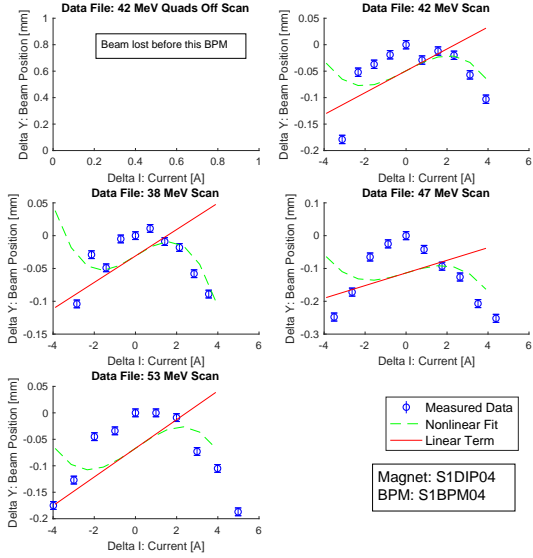 Data File: 42 MeV Quads Off Scan
Delta Y: Beam Position [mm]
1
0.8
0.6
0.4
0.2
0
Beam lost before this BPM
0 0.2 0.4 0.6 0.8 1
Delta I: Current [A]
Data File: 42 MeV Scan
Delta Y: Beam Position [mm]
0.05
0
-0.05
-0.1
-0.15
-0.2
-4 -2 0 2 4 6
Delta I: Current [A]
Data File: 38 MeV Scan
Delta Y: Beam Position [mm]
0.05
0
-0.05
-0.1
-0.15
-4 -2 0 2 4 6
Delta I: Current [A]
Data File: 47 MeV Scan
Delta Y: Beam Position [mm]
0.1
0
-0.1
-0.2
-0.3
-4 -2 0 2 4 6
Delta I: Current [A]
Data File: 53 MeV Scan
Delta Y: Beam Position [mm]
0.05
0
-0.05
-0.1
-0.15
-0.2
-4 -2 0 2 4 6
Delta I: Current [A]
Measured Data
Nonlinear Fit
Linear Term
Magnet: S1DIP04
BPM: S1BPM04